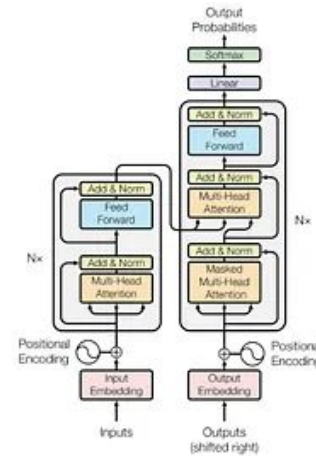 Output
Probabilities
Softmax
Linear
Add & Norm
Feed
Forward
Add & Norm
Multi-Head
Attention
Nx
Add & Norm
Masked
Multi-Head
Attention
Positional
Encoding
Output
Embedding
Outputs
(shifted right)
Add & Norm
Feed
Forward
Nx
Add & Norm
Multi-Head
Attention
Positional
Encoding
Input
Embedding
Inputs